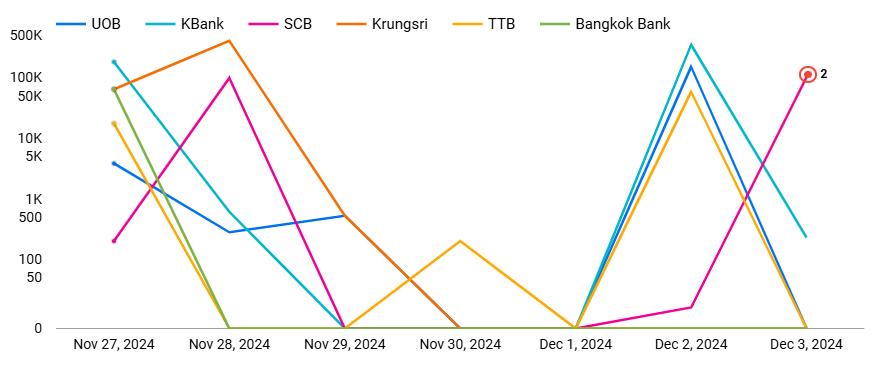 UOB KBank SCB Krungsri TTB Bangkok Bank
500K
100K
50K
10K
5K
1K
500
100
50
0
2
Nov 27, 2024 Nov 28, 2024 Nov 29, 2024 Nov 30, 2024 Dec 1, 2024 Dec 2, 2024 Dec 3, 2024